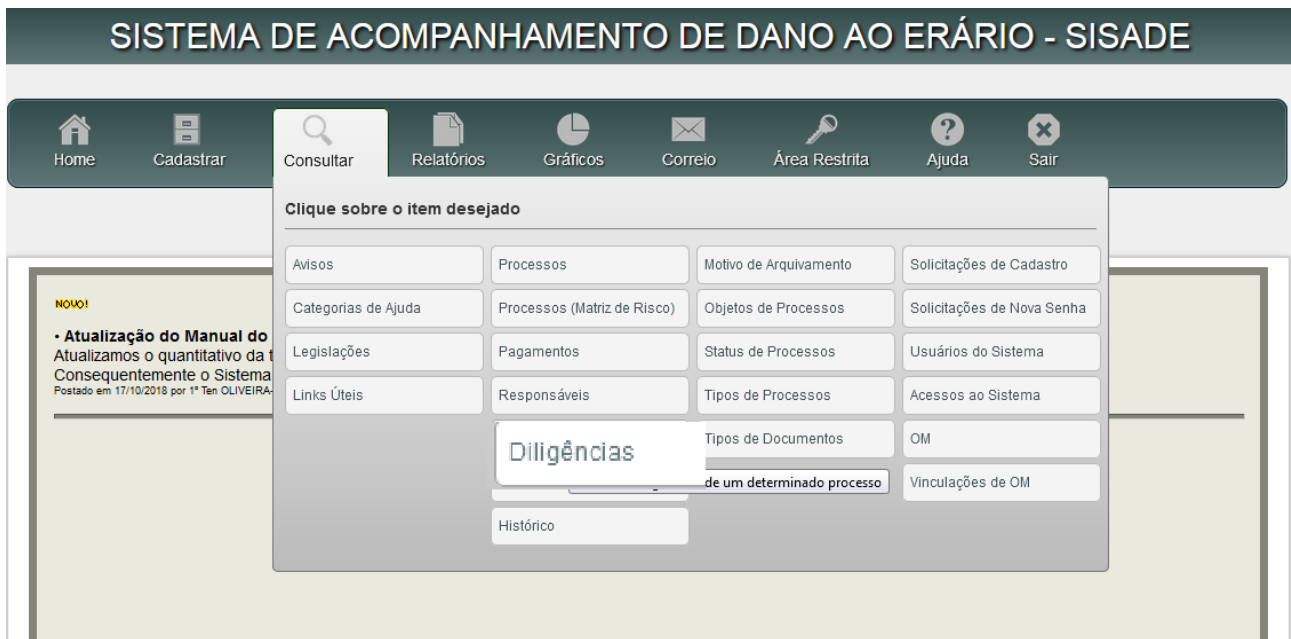 SISTEMA DE ACOMPANHAMENTO DE DANO AO ERÁRIO - SISADE
Home
Cadastrar
Consultar
Relatórios
Gráficos
Correio
Área Restrita
Ajuda
Sair
Clique sobre o item desejado
Avisos
Processos
Motivo de Arquivamento
Solicitações de Cadastro
Categorias de Ajuda
Processos (Matriz de Risco)
Objetos de Processos
Solicitações de Nova Senha
Legislações
Pagamentos
Status de Processos
Usuários do Sistema
Links Úteis
Responsáveis
Tipos de Processos
Acessos ao Sistema
Diligências
Tipos de Documentos
OM
de um determinado processo
Vinculações de OM
Histórico
NOVO!
• Atualização do Manual do
Atualizamos o quantitativo da t
Consequentemente o Sistema
Postado em 17/10/2018 por 1º Ten OLIVEIRA-